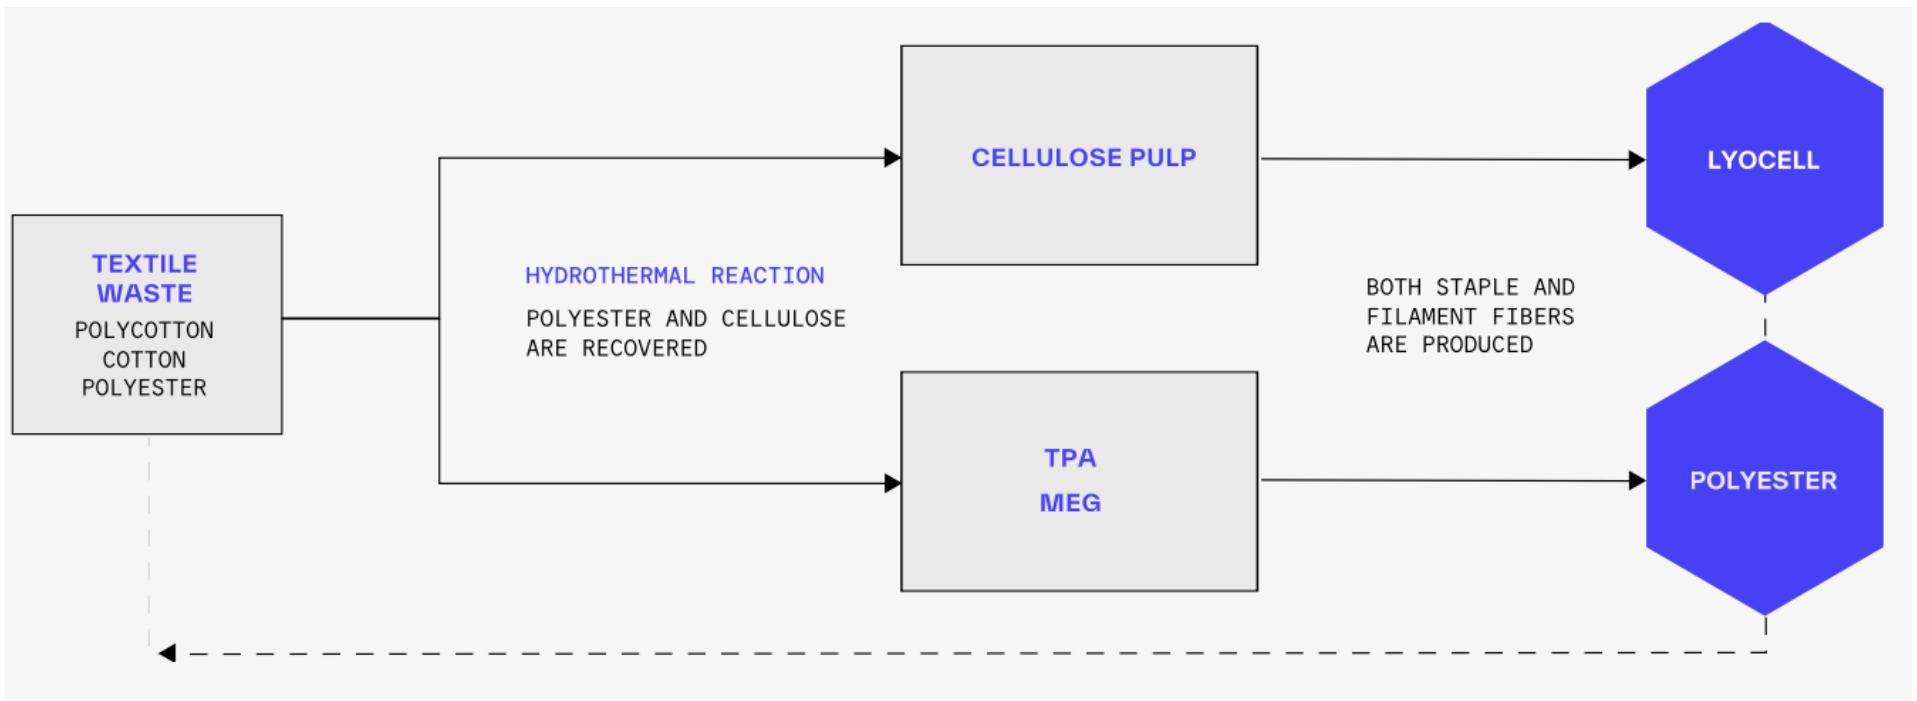 TEXTILE
WASTE
POLYCOTTON
COTTON
POLYESTER
HYDROTHERMAL REACTION
POLYESTER AND CELLULOSE
ARE RECOVERED
CELLULOSE PULP
TPA
MEG
BOTH STAPLE AND
FILAMENT FIBERS
ARE PRODUCED
LYOCELL
POLYESTER